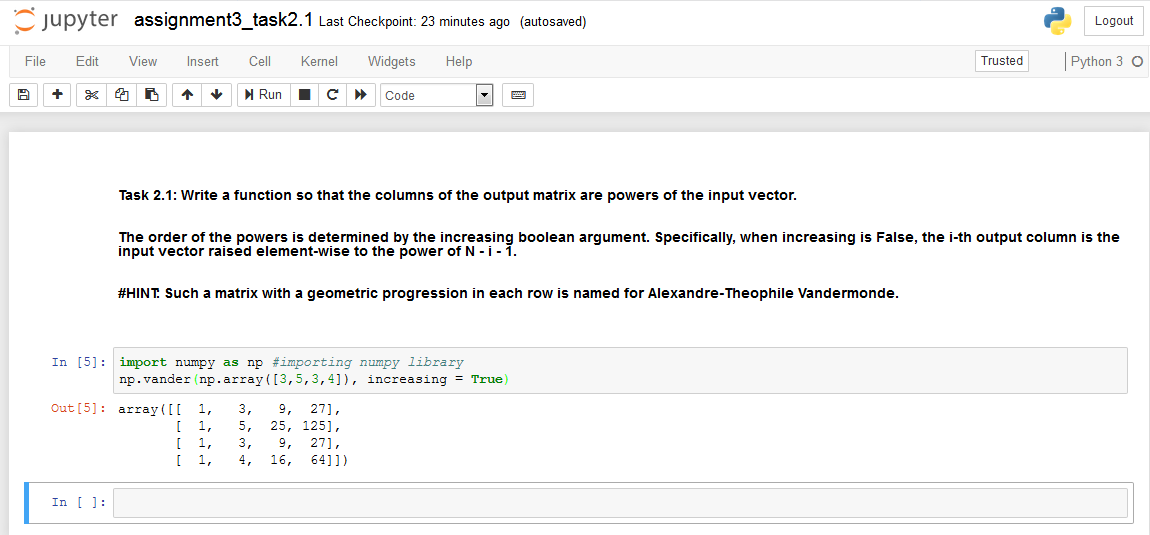 jupyter assignment3_task2.1 Last Checkpoint: 23 minutes ago (autosaved) Logout
File Edit View Insert Cell Kernel Widgets Help Trusted Python 3
Run Code
Task 2.1: Write a function so that the columns of the output matrix are powers of the input vector.
The order of the powers is determined by the increasing boolean argument. Specifically, when increasing is False, the i-th output column is the
input vector raised element-wise to the power of N - i - 1.
#HINT: Such a matrix with a geometric progression in each row is named for Alexandre-Theophile Vandermonde.
In [5]: import numpy as np #importing numpy library
np.vander(np.array([3,5,3,4]), increasing = True)
Out[5]: array([[ 1, 3, 9, 27],
[ 1, 5, 25, 125],
[ 1, 3, 9, 27],
[ 1, 4, 16, 64]])
In [ ]: